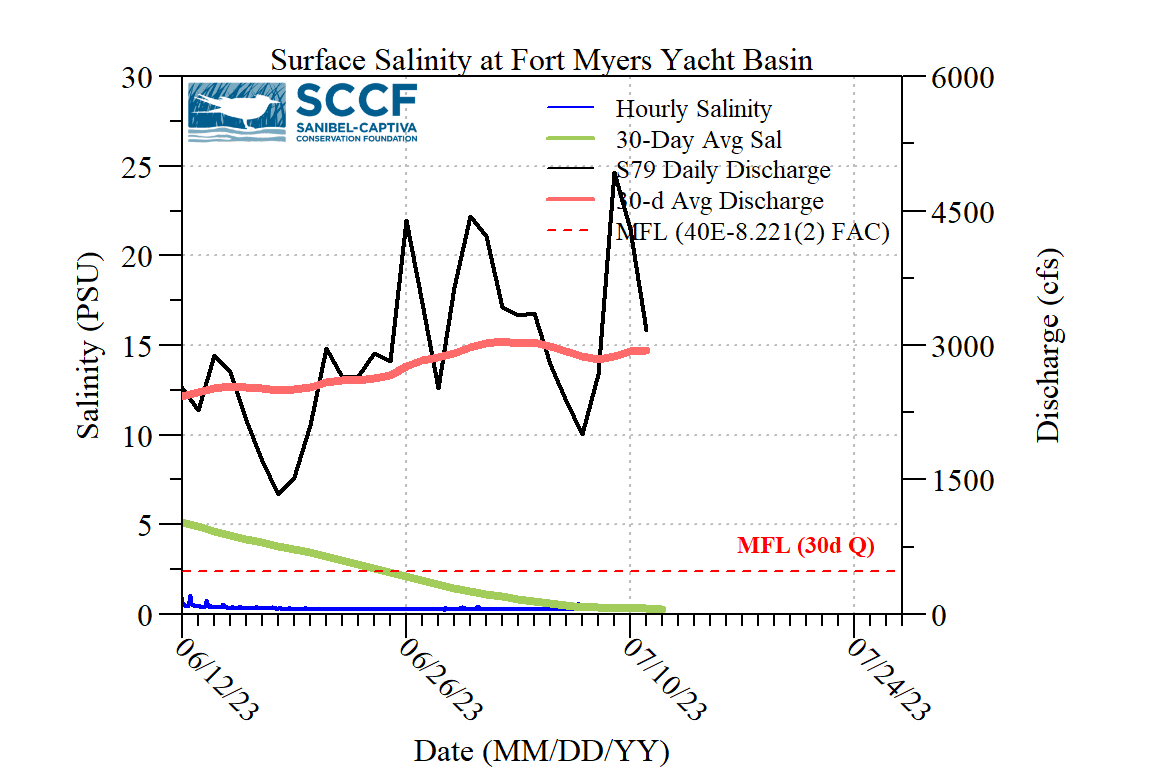 Surface Salinity at Fort Myers Yacht Basin
SCCF
SANIBEL-CAPTIVA
CONSERVATION FOUNDATION
Hourly Salinity
30-Day Avg Sal
S79 Daily Discharge
30-d Avg Discharge
MFL (40E-8.221(2) FAC)
30
25
20
15
10
5
0
Salinity (PSU)
6000
4500
3000
1500
0
Discharge (cfs)
MFL (30d Q)
06/12/23
06/26/23
07/10/23
07/24/23
Date (MM/DD/YY)